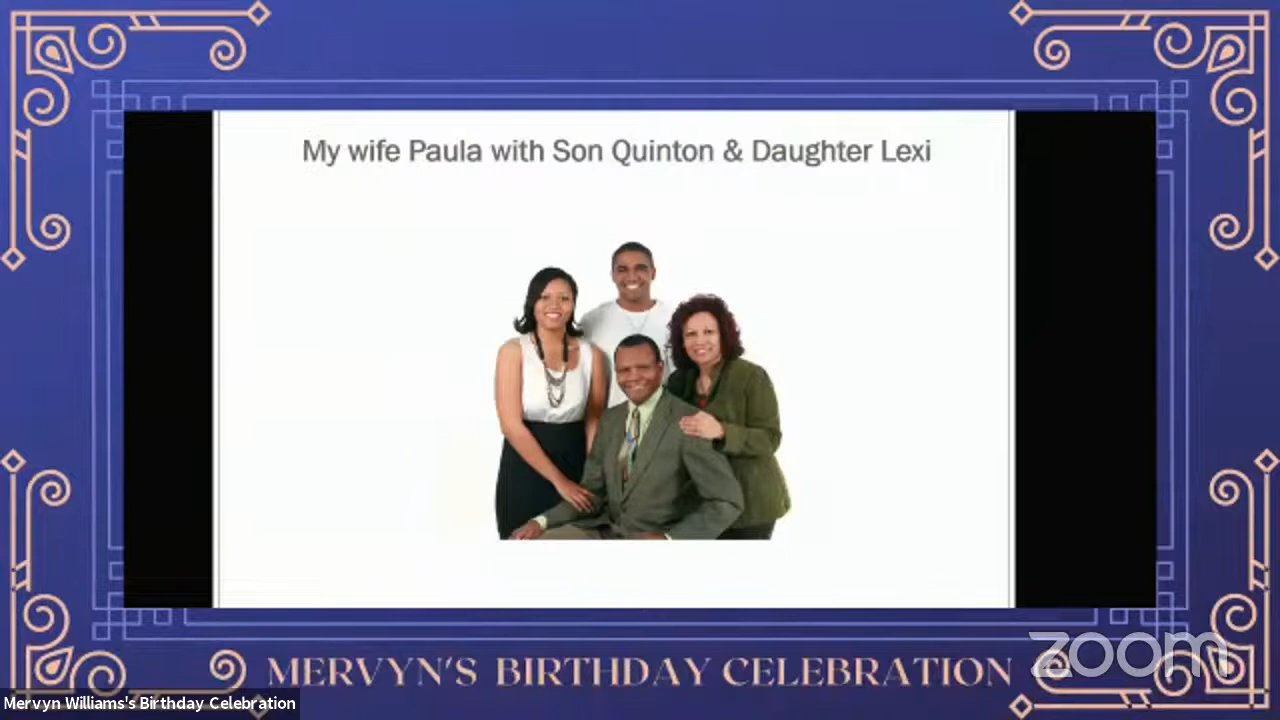 My wife Paula with Son Quinton & Daughter Lexi
MERVYN'S BIRTHDAY CELEBRATION
zoom
Mervyn Williams's Birthday Celebration